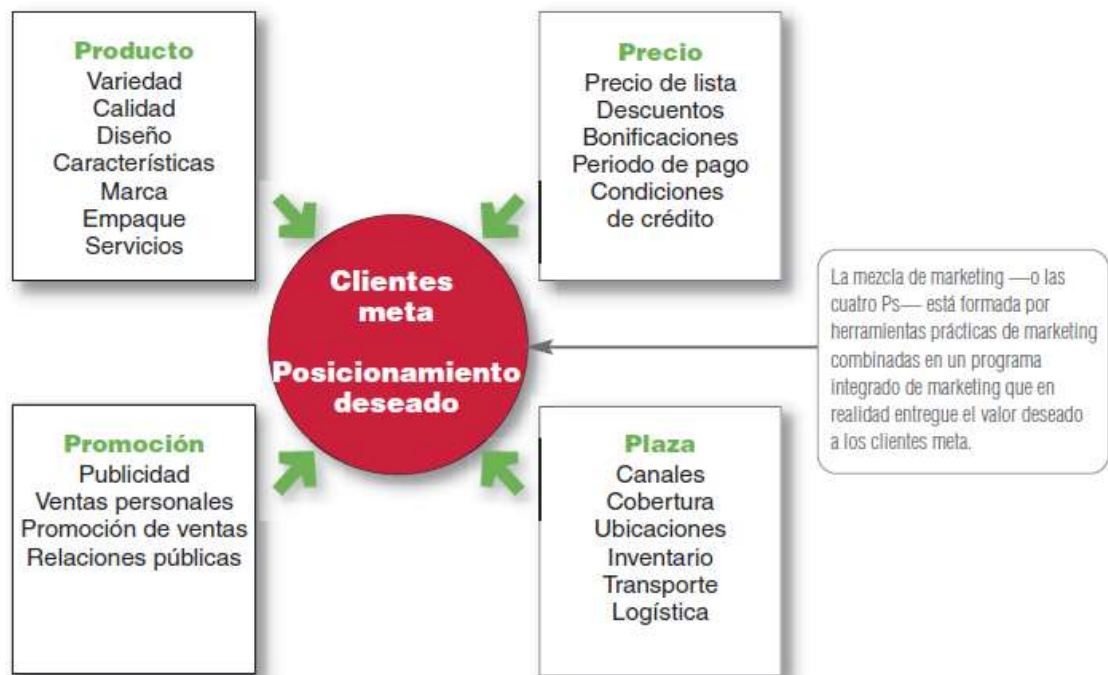 Producto
Variedad
Calidad
Diseño
Características
Marca
Empaque
Servicios
Precio
Precio de lista
Descuentos
Bonificaciones
Periodo de pago
Condiciones
de crédito
Clientes
meta
Posicionamiento
deseado
La mezcla de marketing —o las
cuatro Ps— está formada por
herramientas prácticas de marketing
combinadas en un programa
integrado de marketing que en
realidad entregue el valor deseado
a los clientes meta.
Promoción
Publicidad
Ventas personales
Promoción de ventas
Relaciones públicas
Plaza
Canales
Cobertura
Ubicaciones
Inventario
Transporte
Logística